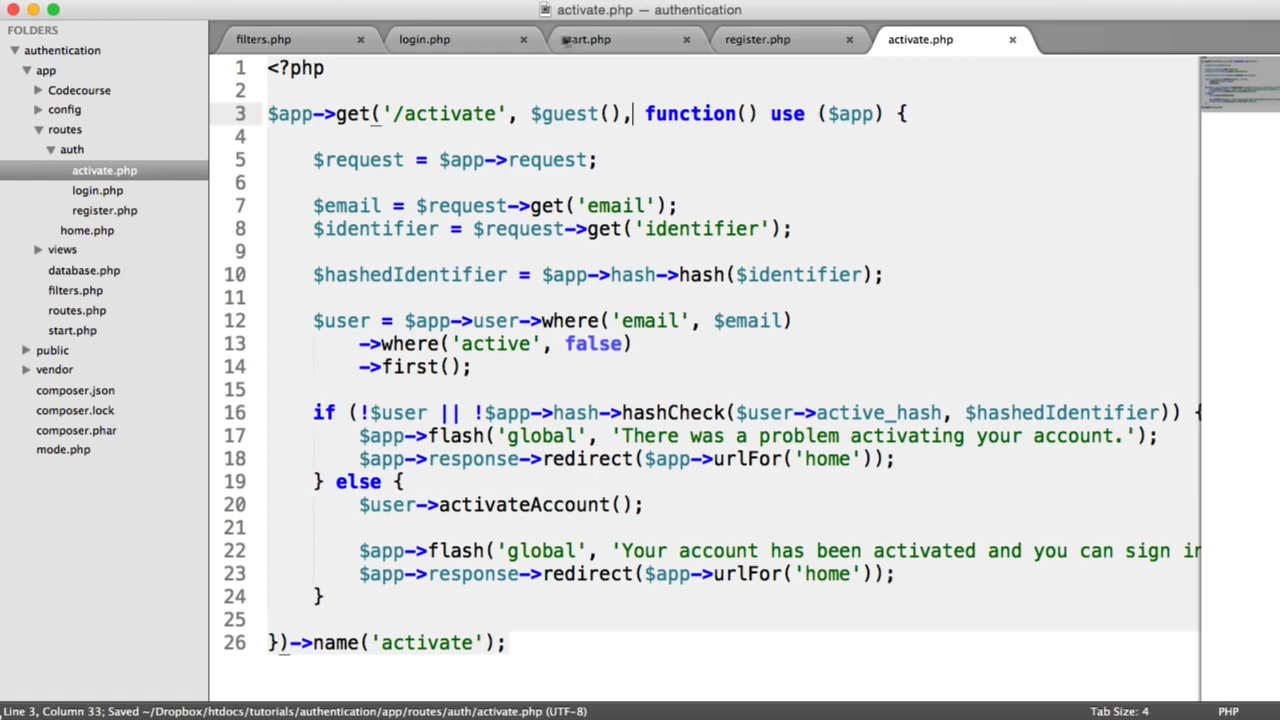 activate.php — authentication
FOLDERS
authentication
app
Codecourse
config
routes
auth
activate.php
login.php
register.php
home.php
views
database.php
filters.php
routes.php
start.php
public
vendor
composer.json
composer.lock
composer.phar
mode.php
filters.php
login.php
start.php
register.php
activate.php
1 <?php
2
3 $app->get('/activate', $guest(), function() use ($app) {
4
5 $request = $app->request;
6
7 $email = $request->get('email');
8 $identifier = $request->get('identifier');
9
10 $hashedIdentifier = $app->hash->hash($identifier);
11
12 $user = $app->user->where('email', $email)
13 ->where('active', false)
14 ->first();
15
16 if (!$user || !$app->hash->hashCheck($user->active_hash, $hashedIdentifier)) {
17 $app->flash('global', 'There was a problem activating your account.');
18 $app->response->redirect($app->urlFor('home'));
19 } else {
20 $user->activateAccount();
21
22 $app->flash('global', 'Your account has been activated and you can sign in
23 $app->response->redirect($app->urlFor('home'));
24 }
25
26 })->name('activate');
Line 3, Column 33; Saved ~/Dropbox/htdocs/tutorials/authentication/app/routes/auth/activate.php (UTF-8)
Tab Size: 4
PHP